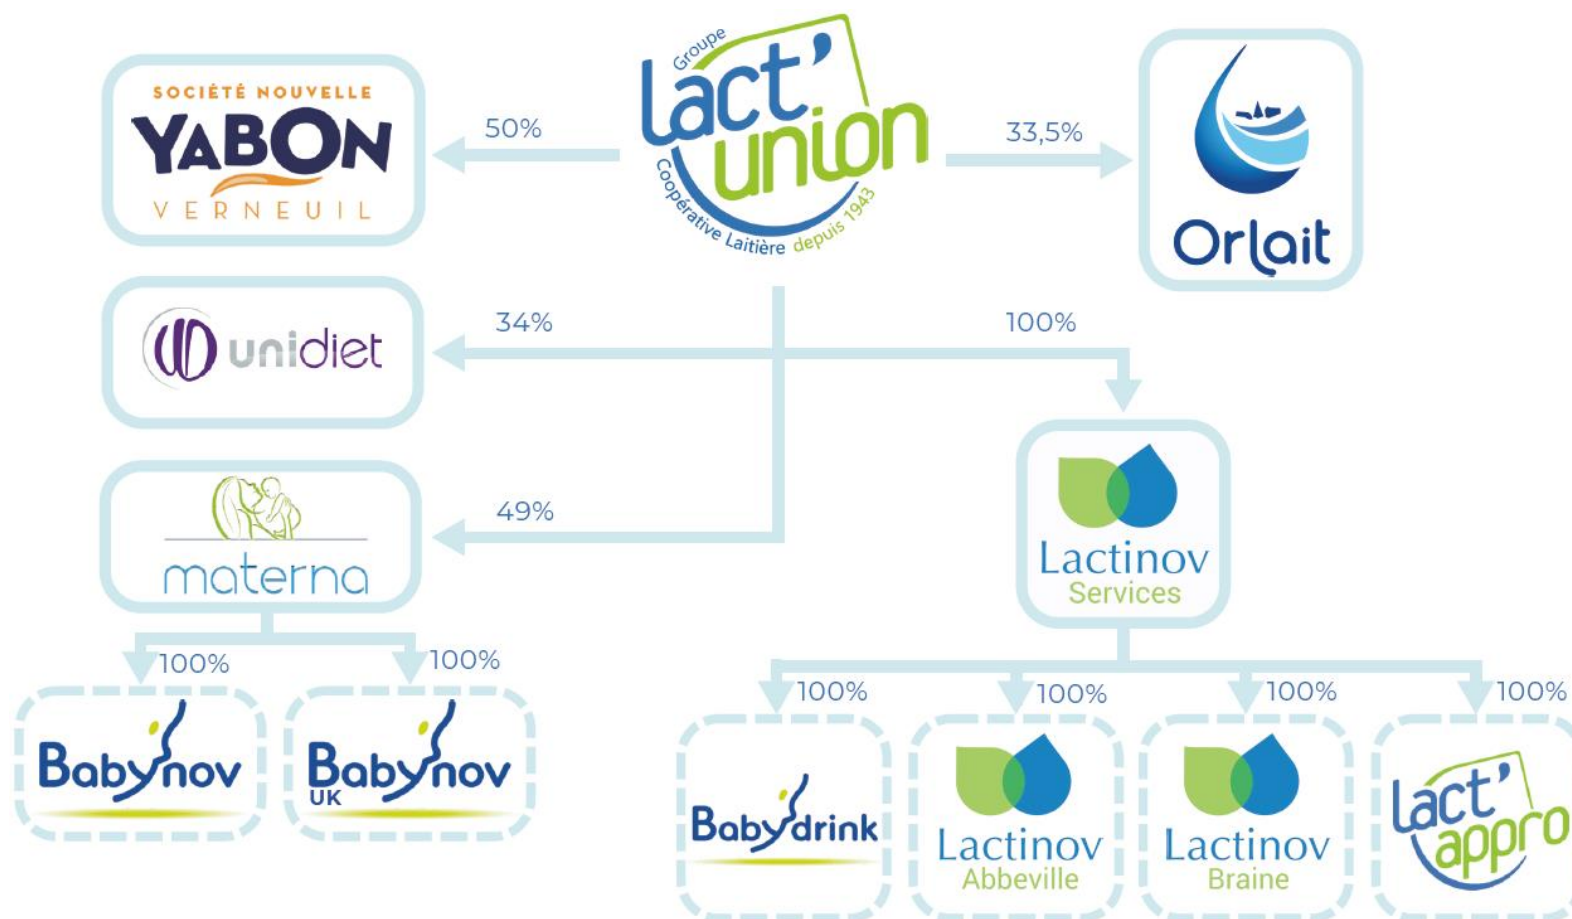 Groupe
lact'
union
Coopérative Laitière depuis 1943
SOCIÉTÉ NOUVELLE
YABON
VERNEUIL
50%
33,5%
Orlait
unidiet
34%
100%
materna
49%
Lactinov
Services
100%
100%
Babynov
Babynov
UK
100%
100%
100%
100%
Babydrink
Lactinov
Abbeville
Lactinov
Braine
lact'
appro